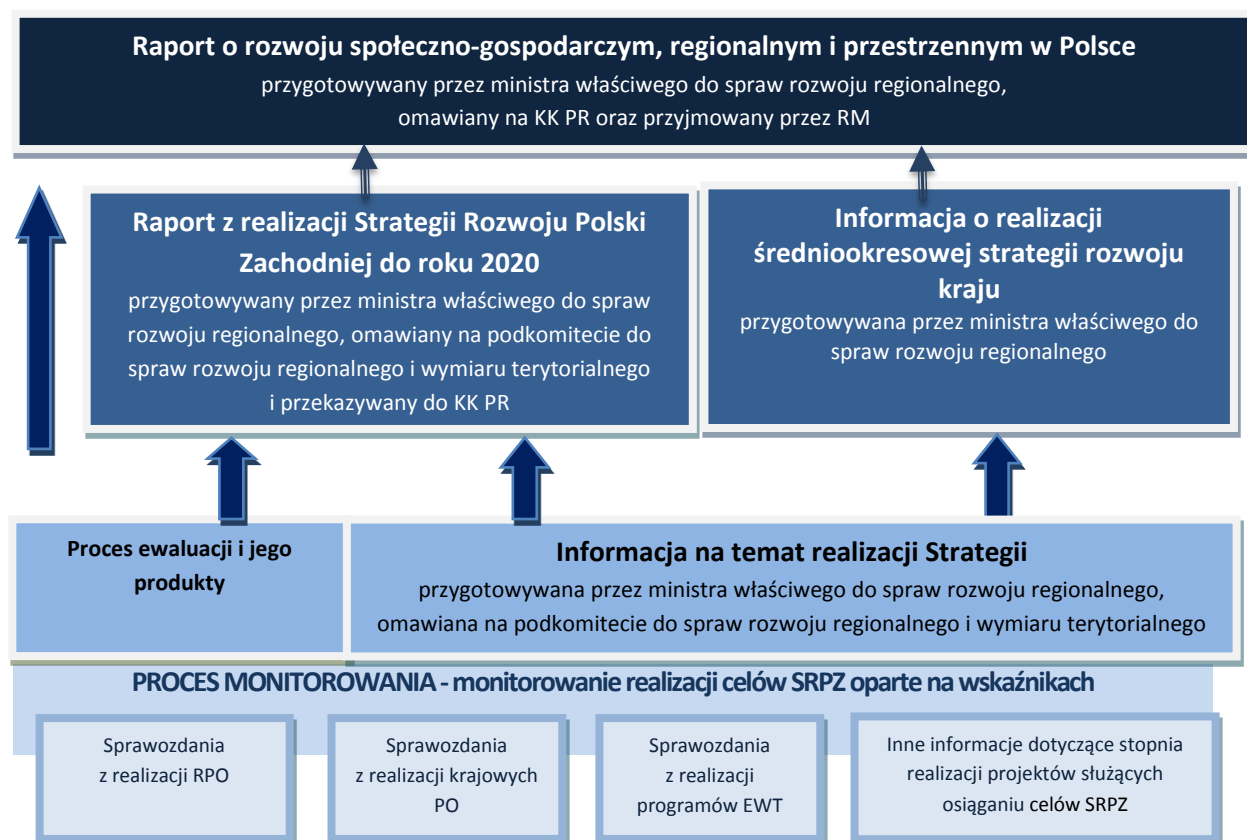 Raport o rozwoju społeczno-gospodarczym, regionalnym i przestrzennym w Polsce
przygotowywany przez ministra właściwego do spraw rozwoju regionalnego,
omawiany na KK PR oraz przyjmowany przez RM
Raport z realizacji Strategii Rozwoju Polski
Zachodniej do roku 2020
przygotowywany przez ministra właściwego do spraw
rozwoju regionalnego, omawiany na podkomitecie do
spraw rozwoju regionalnego i wymiaru terytorialnego
i przekazywany do KK PR
Informacja o realizacji
średniookresowej strategii rozwoju
kraju
przygotowywana przez ministra właściwego do
spraw rozwoju regionalnego
Proces ewaluacji i jego
produkty
Informacja na temat realizacji Strategii
przygotowywana przez ministra właściwego do spraw rozwoju regionalnego,
omawiana na podkomitecie do spraw rozwoju regionalnego i wymiaru terytorialnego
PROCES MONITOROWANIA - monitorowanie realizacji celów SRPZ oparte na wskaźnikach
Sprawozdania
z realizacji RPO
Sprawozdania
z realizacji krajowych
PO
Sprawozdania
z realizacji
programów EWT
Inne informacje dotyczące stopnia
realizacji projektów służących
osiąganiu celów SRPZ